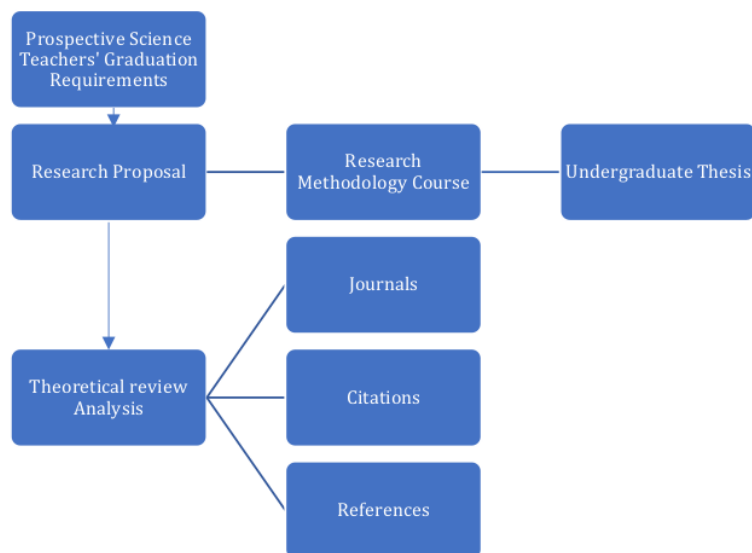 Prospective Science
Teachers' Graduation
Requirements
Research Proposal
Research
Methodology Course
Undergraduate Thesis
Journals
Theoretical review
Analysis
Citations
References